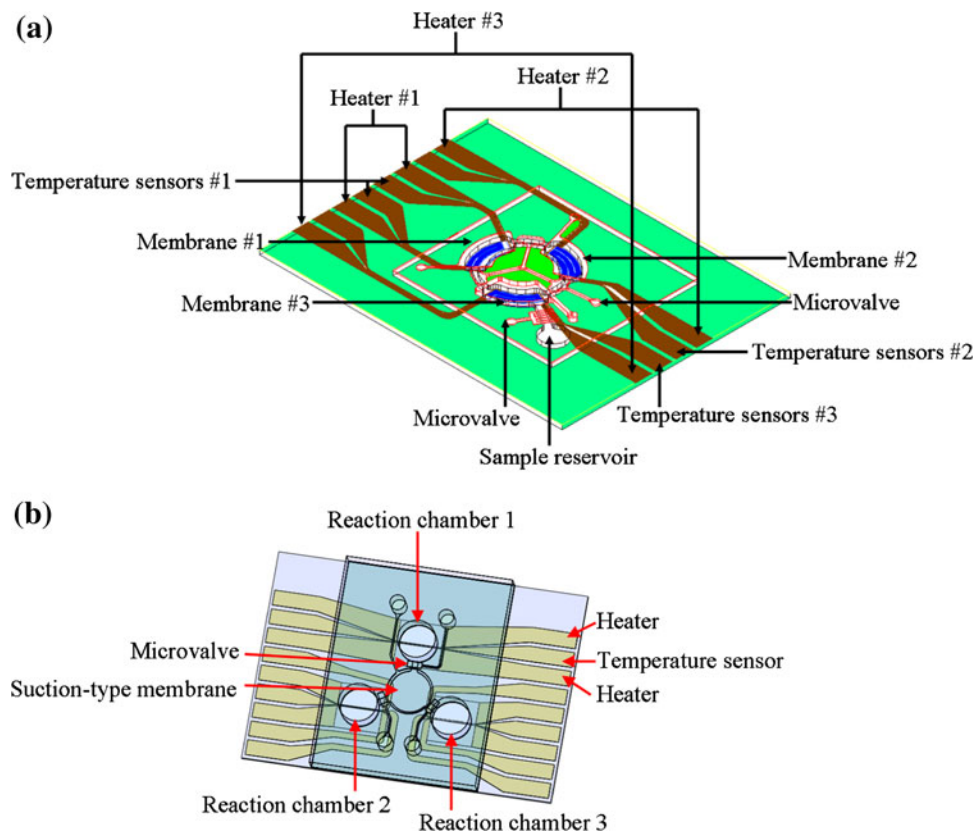 (a)
Heater #3
Heater #2
Heater #1
Temperature sensors #1
Membrane #1
Membrane #2
Membrane #3
Microvalve
Temperature sensors #2
Microvalve
Temperature sensors #3
Sample reservoir
(b)
Reaction chamber 1
Heater
Microvalve
Temperature sensor
Suction-type membrane
Heater
Reaction chamber 2
Reaction chamber 3